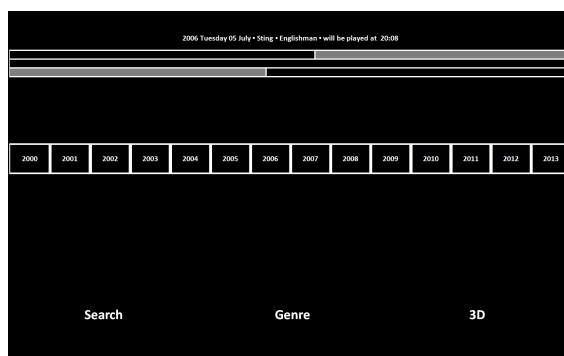 2006 Tuesday 05 July • Sting • Englishman • will be played at 20:08
2000 2001 2002 2003 2004 2005 2006 2007 2008 2009 2010 2011 2012 2013
Search Genre 3D